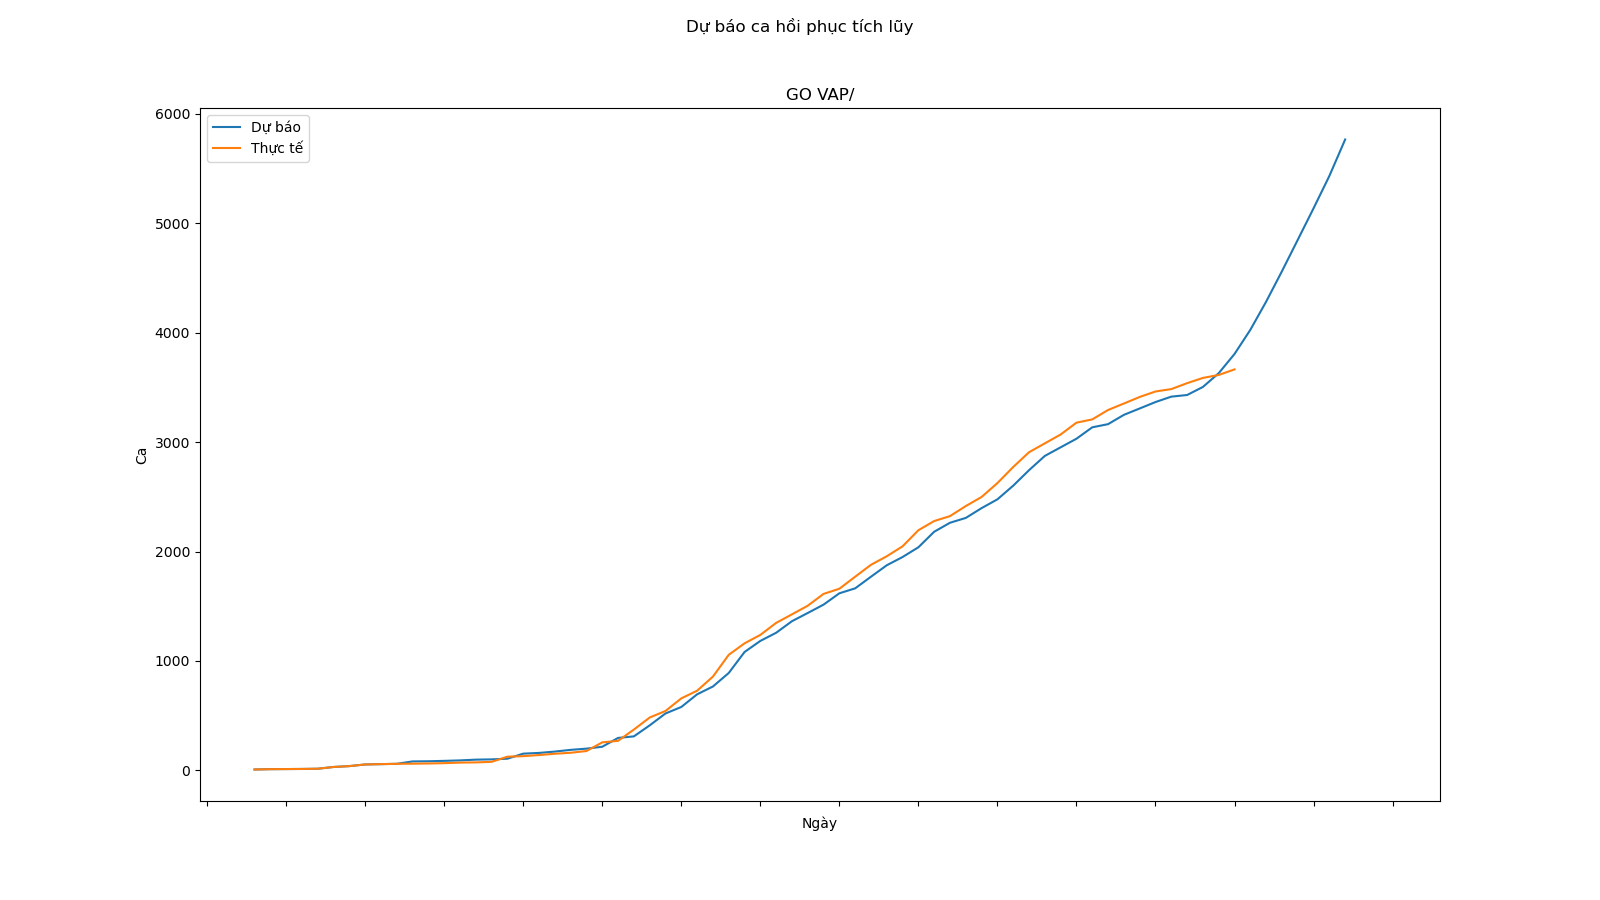 Dự báo ca hồi phục tích lũy
GO VAP/
Dự báo
Thực tế
6000
5000
4000
3000
2000
1000
0
Ca
Ngày